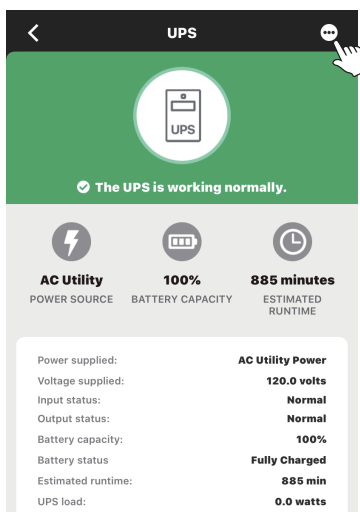 UPS
UPS
The UPS is working normally.
AC Utility
POWER SOURCE
100%
BATTERY CAPACITY
885 minutes
ESTIMATED
RUNTIME
Power supplied: AC Utility Power
Voltage supplied: 120.0 volts
Input status: Normal
Output status: Normal
Battery capacity: 100%
Battery status Fully Charged
Estimated runtime: 885 min
UPS load: 0.0 watts